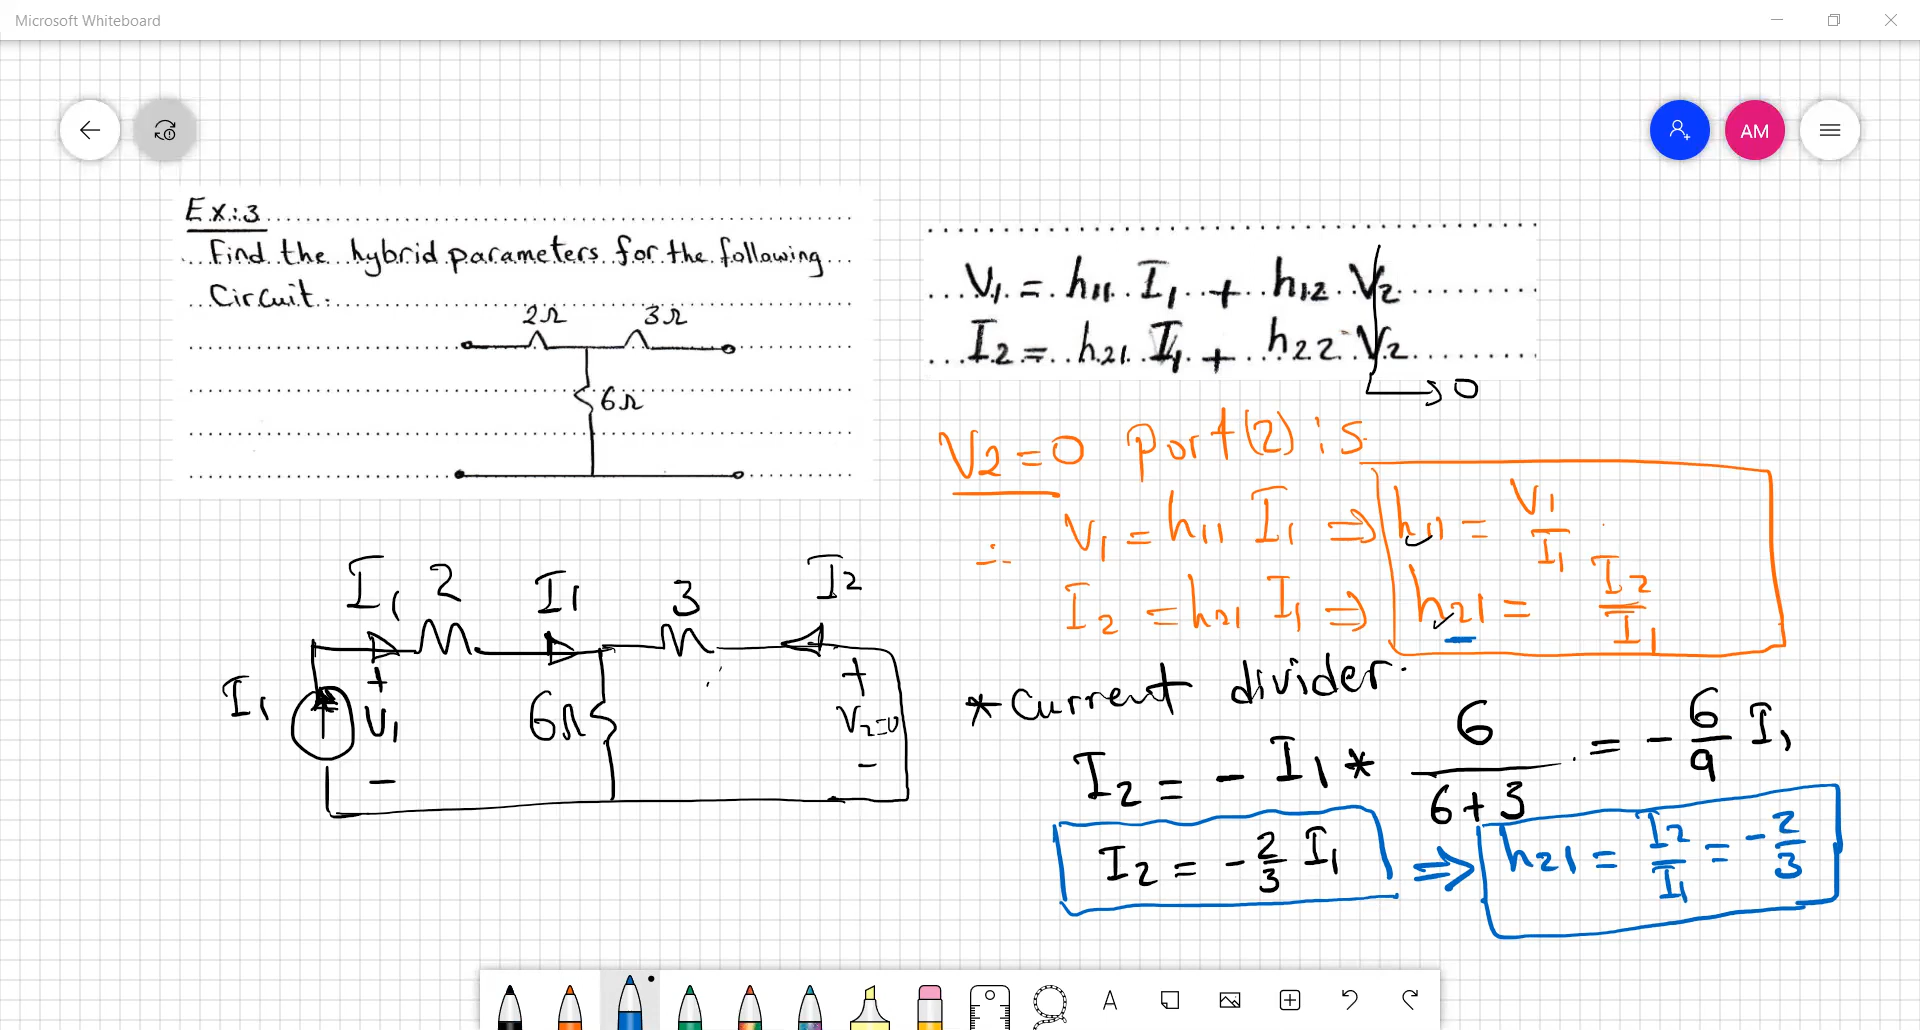 Microsoft Whiteboard
AM
Ex:3
Find the hybrid parameters for the following
Circuit.
2Ω 3Ω
6Ω
V1 = h11 I1 + h12 V2
I2 = h21 I1 + h22 V2
0
V2=0 port(2) is
∴ V1 = h11 I1 ⇒ h11 = V1/I1
I2 = h21 I1 ⇒ h21 = I2/I1
I1 2 I1 3 I2
I1 + V1 − 6Ω + V2=0 −
* Current divider.
I2 = − I1 * 6/(6+3) = − 6/9 I1
I2 = − 2/3 I1 ⇒ h21 = I2/I1 = − 2/3
A